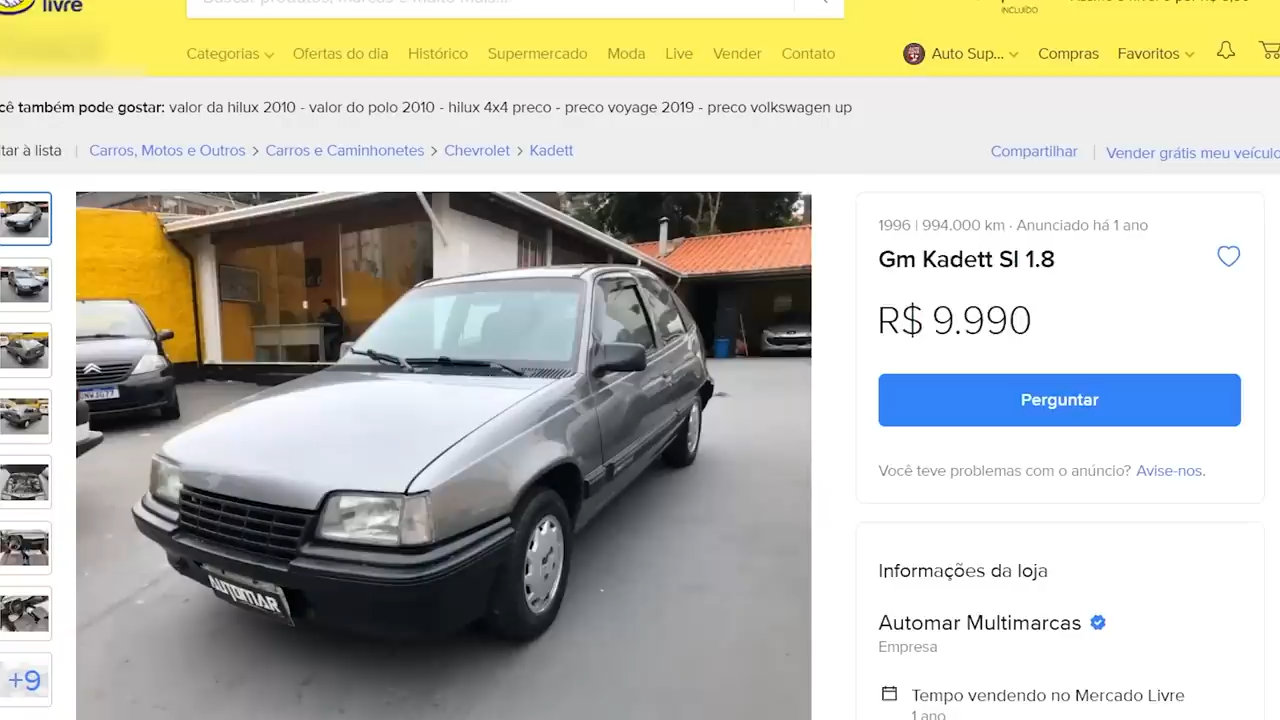 livre
INCLUÍDO
Categorias
Ofertas do dia
Histórico
Supermercado
Moda
Live
Vender
Contato
Auto Sup...
Compras
Favoritos
cê também pode gostar: valor da hilux 2010 - valor do polo 2010 - hilux 4x4 preco - preco voyage 2019 - preco volkswagen up
tar à lista | Carros, Motos e Outros > Carros e Caminhonetes > Chevrolet > Kadett
Compartilhar | Vender grátis meu veículo
1996 | 994.000 km · Anunciado há 1 ano
Gm Kadett Sl 1.8
R$ 9.990
Perguntar
Você teve problemas com o anúncio? Avise-nos.
AUTOMAR
+9
Informações da loja
Automar Multimarcas
Empresa
Tempo vendendo no Mercado Livre
1 ano